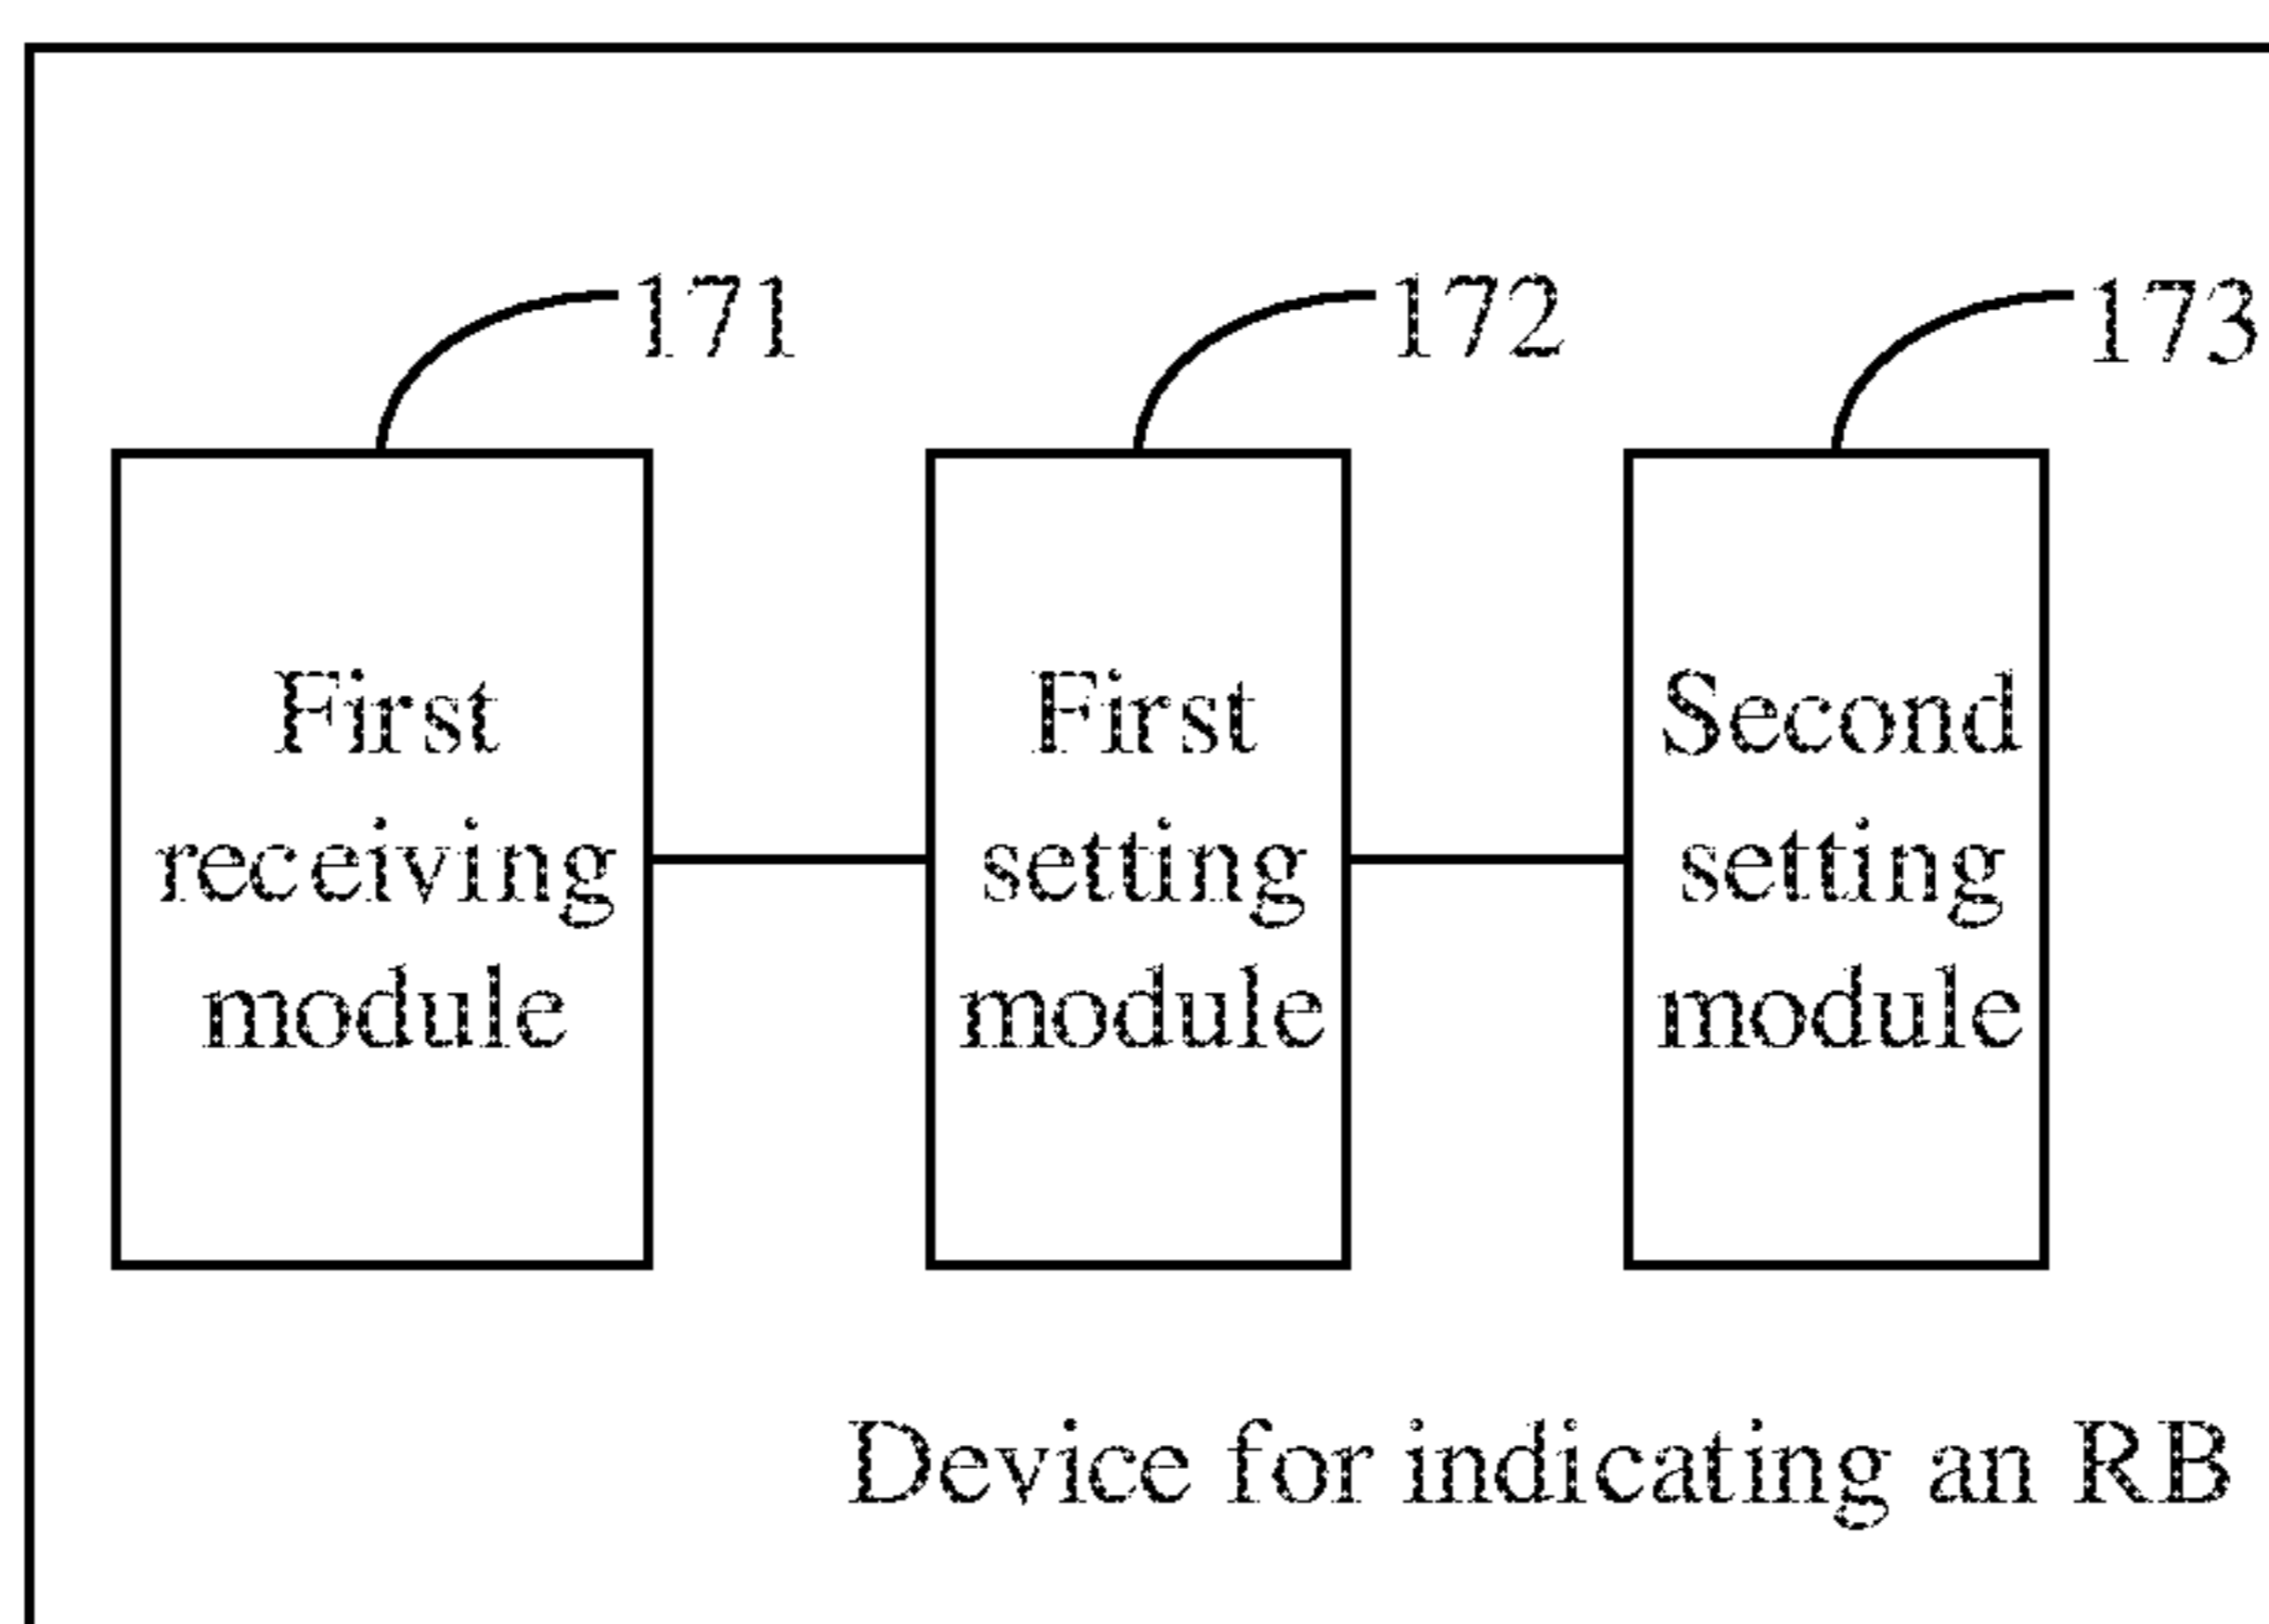 171
172
173
First
receiving
module
First
setting
module
Second
setting
module
Device for indicating an RB